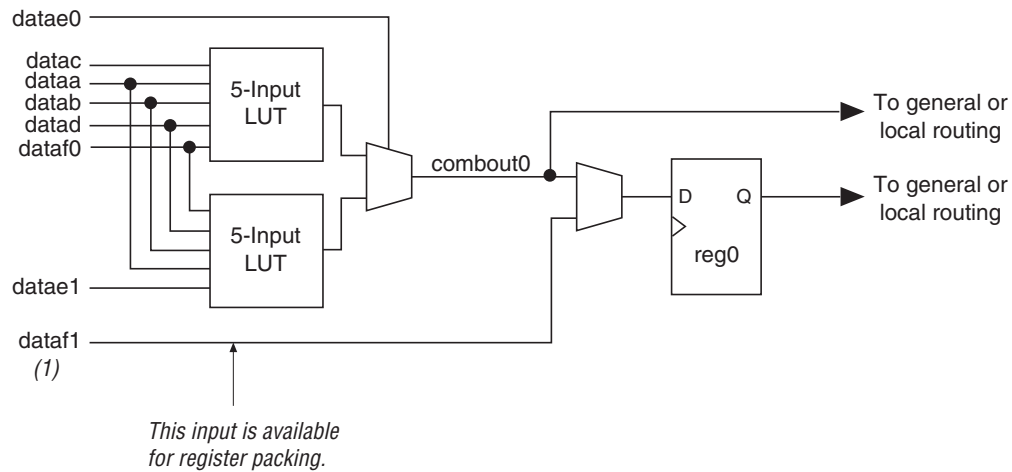 datae0
datac
dataa
datab
datad
dataf0
5-Input
LUT
5-Input
LUT
datae1
dataf1
(1)
combout0
D
Q
reg0
To general or
local routing
To general or
local routing
This input is available
for register packing.